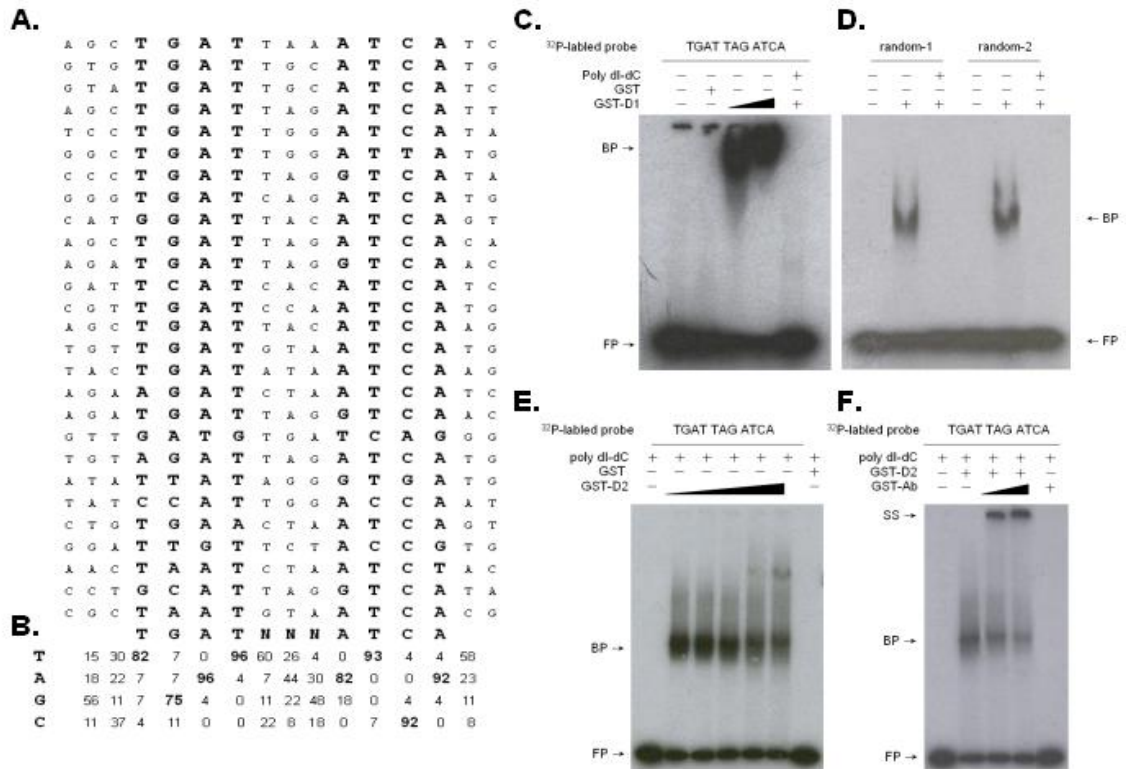 A.
A G C T G A T T A A A T C A T C
G T G T G A T T G C A T C A T G
G T A T G A T T G C A T C A T C
A G C T G A T T A G A T C A T T
T C C T G A T T G G A T C A T A
G G C T G A T T G G A T T A T G
C C C T G A T T A G G T C A T A
G G G T G A T C A G A T C A T G
C A T G G A T T A C A T C A G T
A G C T G A T T A G A T C A C A
A G A T G A T T A G G T C A A C
G A T T C A T C A C A T C A T C
C G T T G A T C C A A T C A T G
A G C T G A T T A C A T C A A G
T G T T G A T G T A A T C A T G
T A C T G A T A T A A T C A A G
A G A A G A T C T A A T C A T C
A G A T G A T T A G G T C A A C
G T T G A T G T G A T C A G G G
T G T A G A T T A G A T C A T G
A T A T T A T A G G G T G A T G
T A T C C A T T G G A C C A A T
C T G T G A A C T A A T C A G T
G G A T T G T T C T A C C G T G
A A C T A A T C T A A T C T A C
C C T G C A T T A G G T C A T A
C G C T A A T G T A A T C A C G
B.
T G A T N N N A T C A
T 15 30 82 7 0 96 60 26 4 0 93 4 4 58
A 18 22 7 7 96 4 7 44 30 82 0 0 92 23
G 56 11 7 75 4 0 11 22 48 18 0 4 4 11
C 11 37 4 11 0 0 22 8 18 0 7 92 0 8
C.
32P-labled probe TGAT TAG ATCA
Poly dI-dC − − − − +
GST − + − − −
GST-D1 − − +
BP →
FP →
D.
random-1 random-2
− − + − − +
− − − − − −
− + + − + +
← BP
← FP
E.
32P-labled probe TGAT TAG ATCA
poly dI-dC + + + + + + +
GST − − − − − − +
GST-D2 − −
BP →
FP →
F.
32P-labled probe TGAT TAG ATCA
poly dI-dC + + + + +
GST-D2 − + + + −
GST-Ab − − +
SS →
BP →
FP →